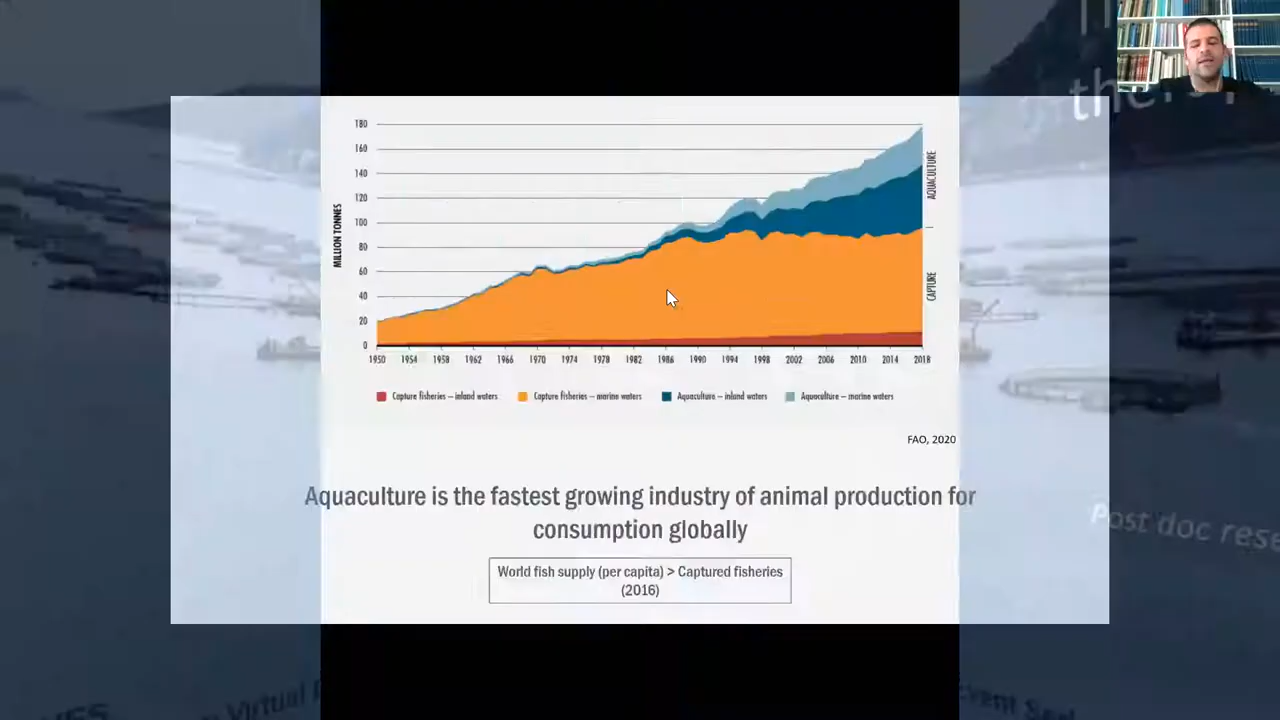 180
160
140
120
100
80
60
40
20
0
MILLION TONNES
AQUACULTURE
CAPTURE
1950 1954 1958 1962 1966 1970 1974 1978 1982 1986 1990 1994 1998 2002 2006 2010 2014 2018
Capture fisheries – inland waters Capture fisheries – marine waters Aquaculture – inland waters Aquaculture – marine waters
FAO, 2020
Aquaculture is the fastest growing industry of animal production for
consumption globally
World fish supply (per capita) > Captured fisheries
(2016)
Post doc
Virtual